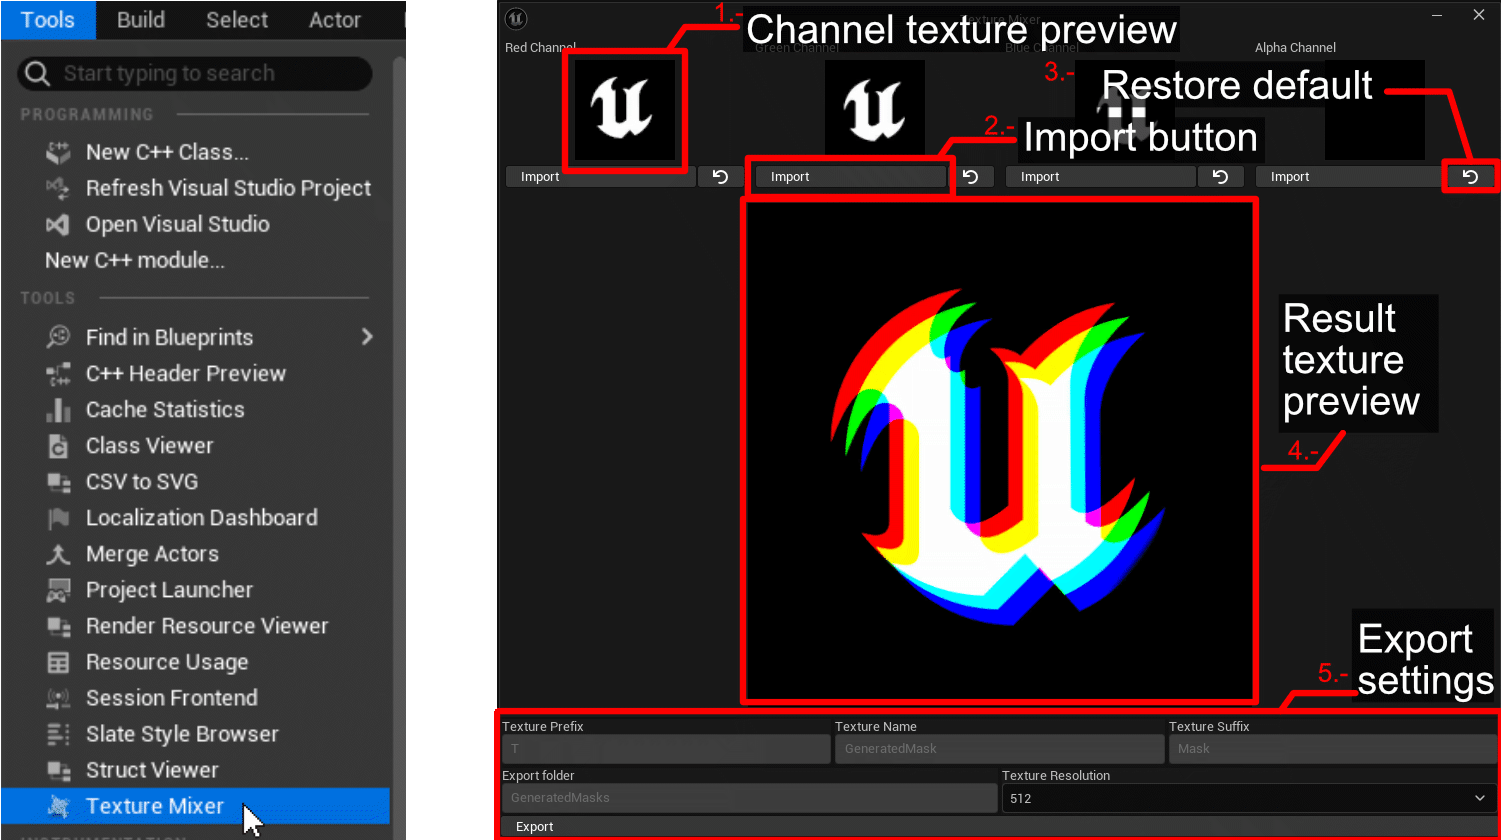 Tools Build Select Actor
Start typing to search
PROGRAMMING
New C++ Class...
Refresh Visual Studio Project
Open Visual Studio
New C++ module...
TOOLS
Find in Blueprints
C++ Header Preview
Cache Statistics
Class Viewer
CSV to SVG
Localization Dashboard
Merge Actors
Project Launcher
Render Resource Viewer
Resource Usage
Session Frontend
Slate Style Browser
Struct Viewer
Texture Mixer
1.- Channel texture preview
Texture Mixer
Red Channel Green Channel Blue Channel Alpha Channel
3.- Restore default
2.- Import button
Import Import Import Import
4.- Result
texture
preview
5.- Export
settings
Texture Prefix Texture Name Texture Suffix
T GeneratedMask Mask
Export folder Texture Resolution
GeneratedMasks 512
Export